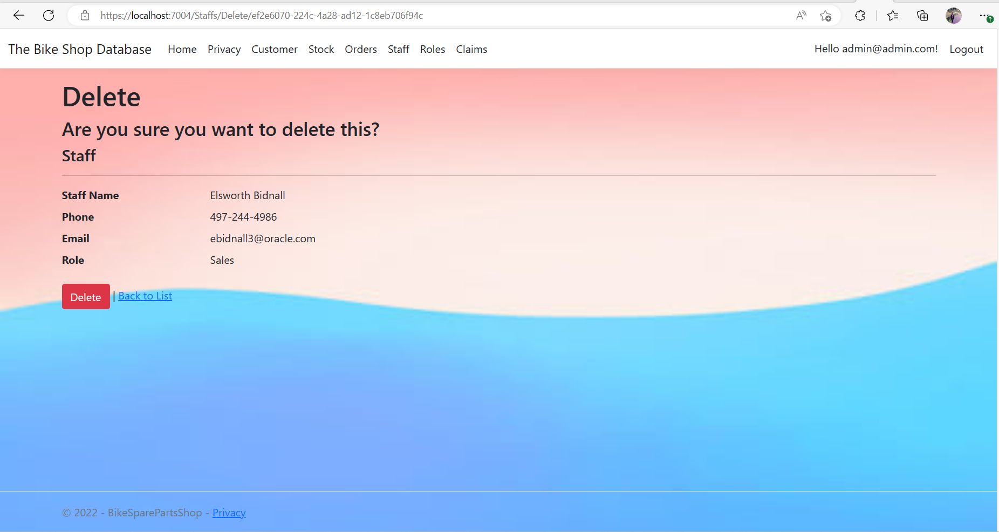 https://localhost:7004/Staffs/Delete/ef2e6070-224c-4a28-ad12-1c8eb706f94c
The Bike Shop Database Home Privacy Customer Stock Orders Staff Roles Claims Hello admin@admin.com! Logout
Delete
Are you sure you want to delete this?
Staff
Staff Name Elsworth Bidnall
Phone 497-244-4986
Email ebidnall3@oracle.com
Role Sales
Delete | Back to List
© 2022 - BikeSparePartsShop - Privacy